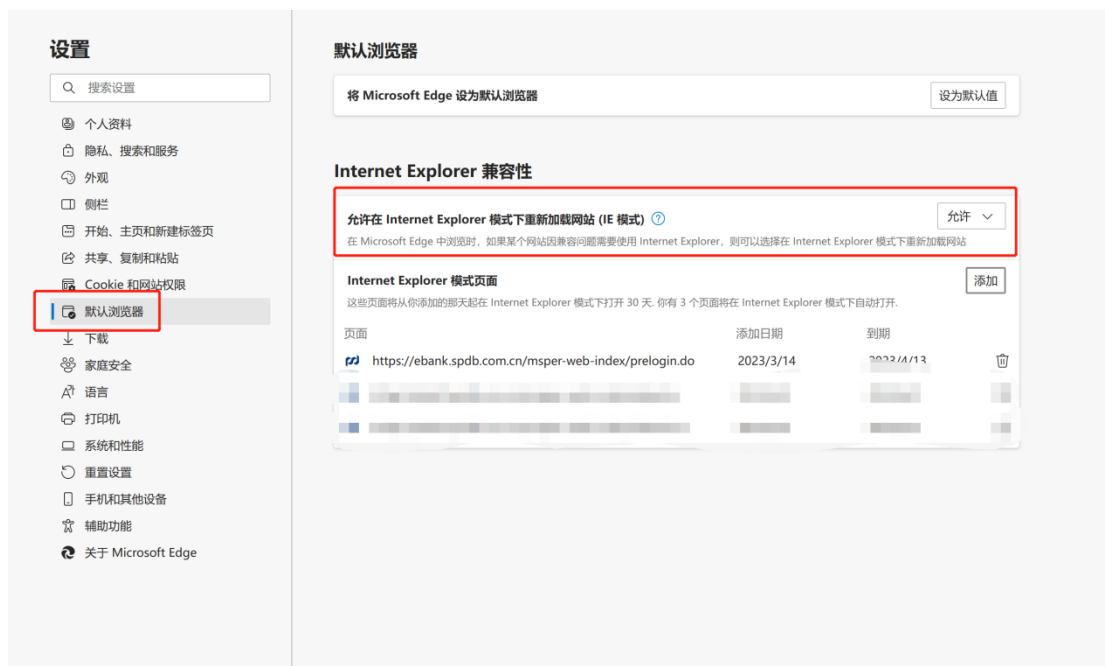 设置
搜索设置
个人资料
隐私、搜索和服务
外观
侧栏
开始、主页和新建标签页
共享、复制和粘贴
Cookie 和网站权限
默认浏览器
下载
家庭安全
语言
打印机
系统和性能
重置设置
手机和其他设备
辅助功能
关于 Microsoft Edge
默认浏览器
将 Microsoft Edge 设为默认浏览器
设为默认值
Internet Explorer 兼容性
允许在 Internet Explorer 模式下重新加载网站 (IE 模式)
允许
在 Microsoft Edge 中浏览时，如果某个网站因兼容问题需要使用 Internet Explorer，则可以选择在 Internet Explorer 模式下重新加载网站
Internet Explorer 模式页面
添加
这些页面将从你添加的那天起在 Internet Explorer 模式下打开 30 天. 你有 3 个页面将在 Internet Explorer 模式下自动打开.
页面 添加日期 到期
https://ebank.spdb.com.cn/msper-web-index/prelogin.do 2023/3/14 2023/4/13